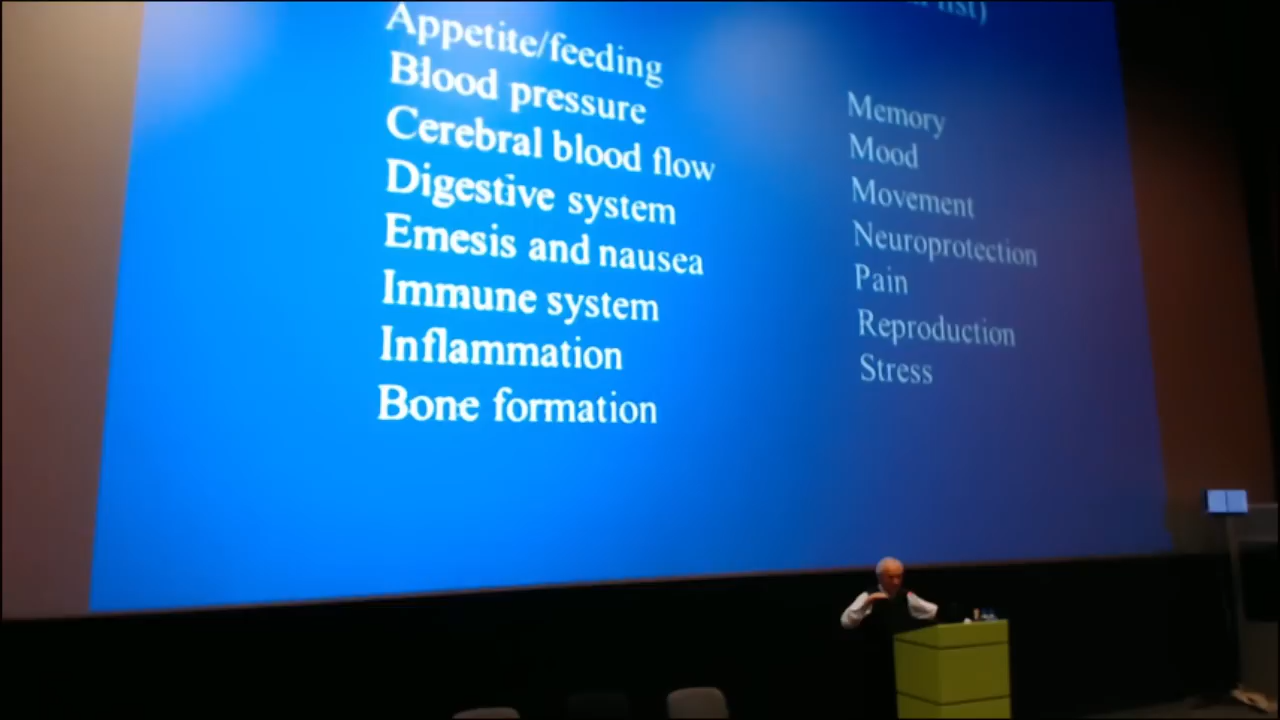 list)
Appetite/feeding
Blood pressure
Cerebral blood flow
Digestive system
Emesis and nausea
Immune system
Inflammation
Bone formation
Memory
Mood
Movement
Neuroprotection
Pain
Reproduction
Stress